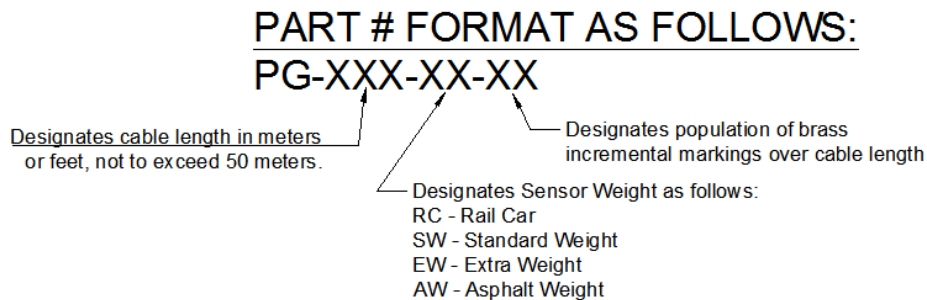 PART # FORMAT AS FOLLOWS:
PG-XXX-XX-XX
Designates cable length in meters
or feet, not to exceed 50 meters.
Designates population of brass
incremental markings over cable length
Designates Sensor Weight as follows:
RC - Rail Car
SW - Standard Weight
EW - Extra Weight
AW - Asphalt Weight